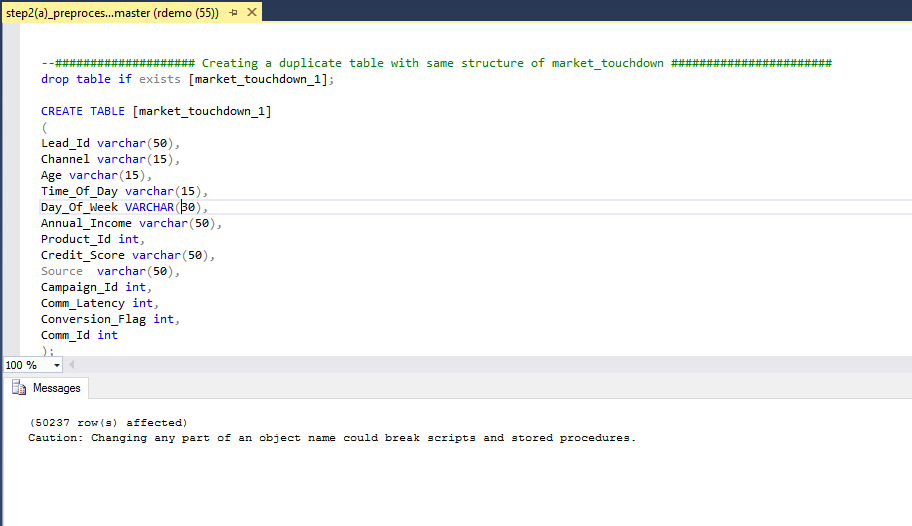 step2(a)_preproces...master (rdemo (55))
--#################### Creating a duplicate table with same structure of market_touchdown #######################
drop table if exists [market_touchdown_1];
CREATE TABLE [market_touchdown_1]
(
Lead_Id varchar(50),
Channel varchar(15),
Age varchar(15),
Time_Of_Day varchar(15),
Day_Of_Week VARCHAR(30),
Annual_Income varchar(50),
Product_Id int,
Credit_Score varchar(50),
Source  varchar(50),
Campaign_Id int,
Comm_Latency int,
Conversion_Flag int,
Comm_Id int
);
100 %
Messages
(50237 row(s) affected)
Caution: Changing any part of an object name could break scripts and stored procedures.